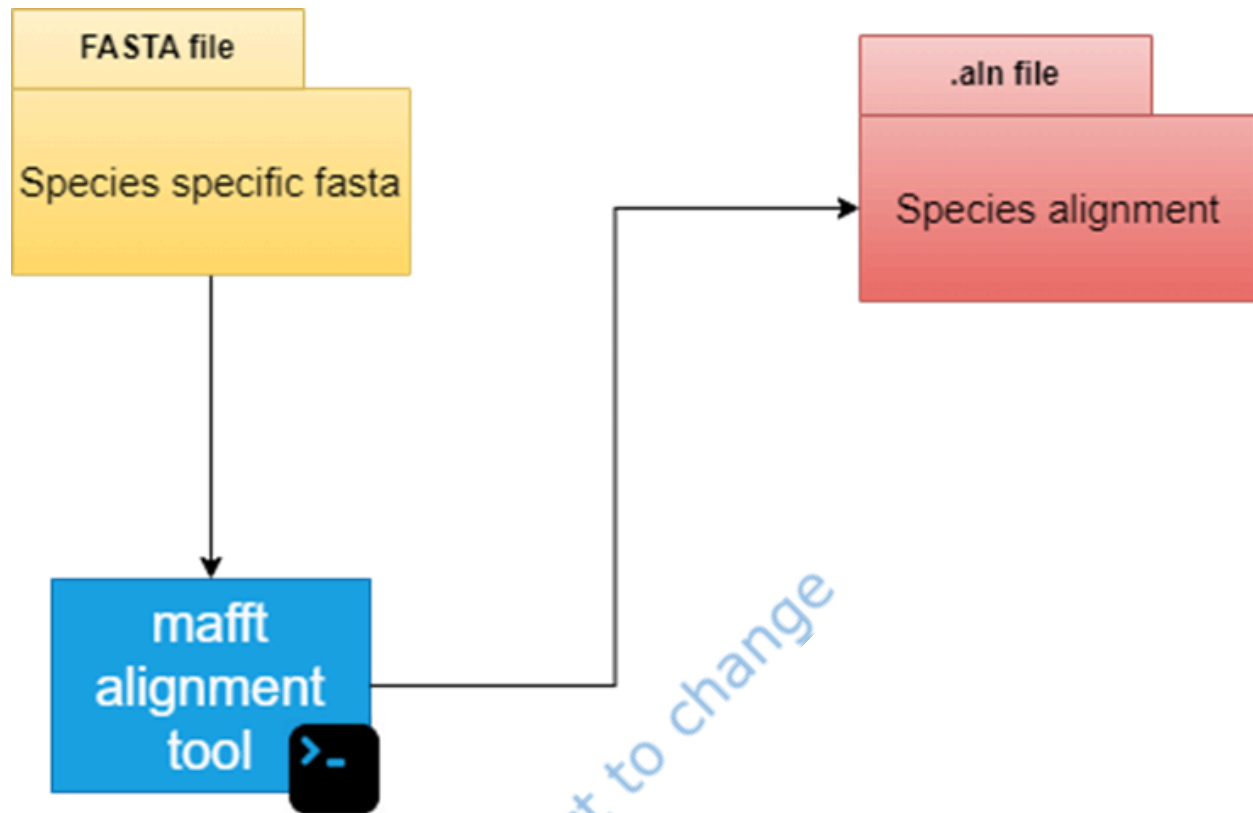 FASTA file
Species specific fasta
.aln file
Species alignment
mafft
alignment
tool
>-
to change